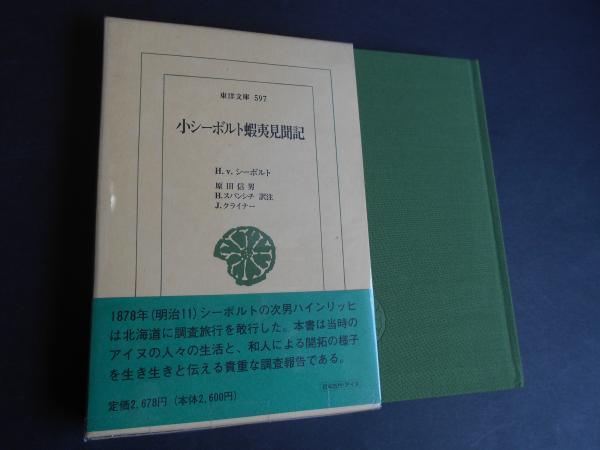 東洋文庫 597
小シーボルト蝦夷見聞記
H. v. シーボルト
原田信男
H.スパンシチ 訳注
J.クライナー
1878年(明治11)シーボルトの次男ハインリッヒ
は北海道に調査旅行を敢行した。本書は当時の
アイヌの人々の生活と、和人による開拓の様子
を生き生きと伝える貴重な調査報告である。
定価2,678円(本体2,600円)